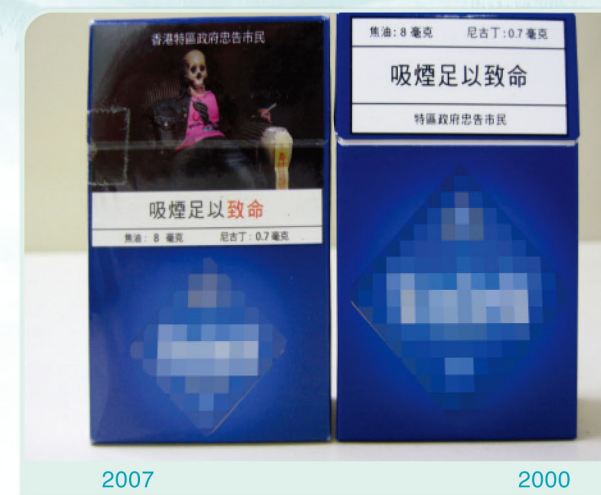 香港特區政府忠告市民
吸煙足以致命
焦油: 8 毫克 尼古丁: 0.7 毫克
焦油: 8 毫克 尼古丁: 0.7 毫克
吸煙足以致命
特區政府忠告市民
2007
2000